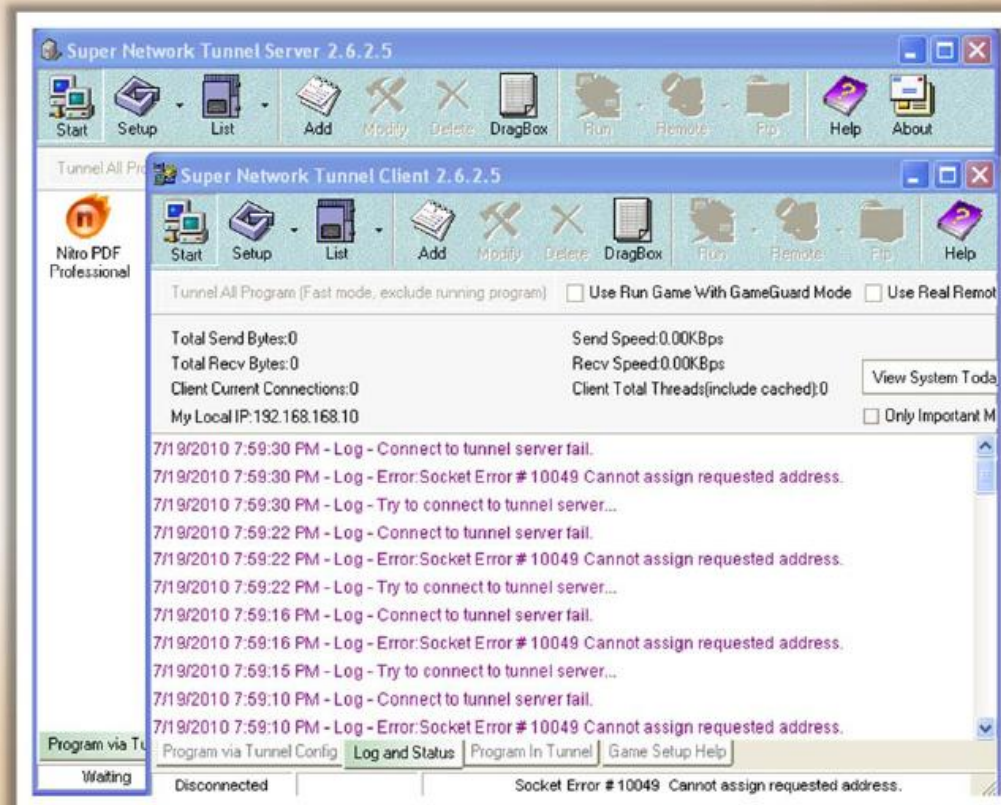 Super Network Tunnel Server 2.6.2.5
Start Setup List Add Modify Delete DragBox Run Remote Ftp Help About
Tunnel All Pro
Nitro PDF
Professional
Super Network Tunnel Client 2.6.2.5
Start Setup List Add Modify Delete DragBox Run Remote Ftp Help
Tunnel All Program (Fast mode, exclude running program) Use Run Game With GameGuard Mode Use Real Remot
Total Send Bytes:0 Send Speed:0.00KBps
Total Recv Bytes:0 Recv Speed:0.00KBps
Client Current Connections:0 Client Total Threads(include cached):0 View System Toda
My Local IP:192.168.168.10 Only Important M
7/19/2010 7:59:30 PM - Log - Connect to tunnel server fail.
7/19/2010 7:59:30 PM - Log - Error:Socket Error # 10049 Cannot assign requested address.
7/19/2010 7:59:30 PM - Log - Try to connect to tunnel server...
7/19/2010 7:59:22 PM - Log - Connect to tunnel server fail.
7/19/2010 7:59:22 PM - Log - Error:Socket Error # 10049 Cannot assign requested address.
7/19/2010 7:59:22 PM - Log - Try to connect to tunnel server...
7/19/2010 7:59:16 PM - Log - Connect to tunnel server fail.
7/19/2010 7:59:16 PM - Log - Error:Socket Error # 10049 Cannot assign requested address.
7/19/2010 7:59:15 PM - Log - Try to connect to tunnel server...
7/19/2010 7:59:10 PM - Log - Connect to tunnel server fail.
7/19/2010 7:59:10 PM - Log - Error:Socket Error # 10049 Cannot assign requested address.
Program via Tu
Program via Tunnel Config Log and Status Program In Tunnel Game Setup Help
Waiting
Disconnected Socket Error # 10049 Cannot assign requested address.